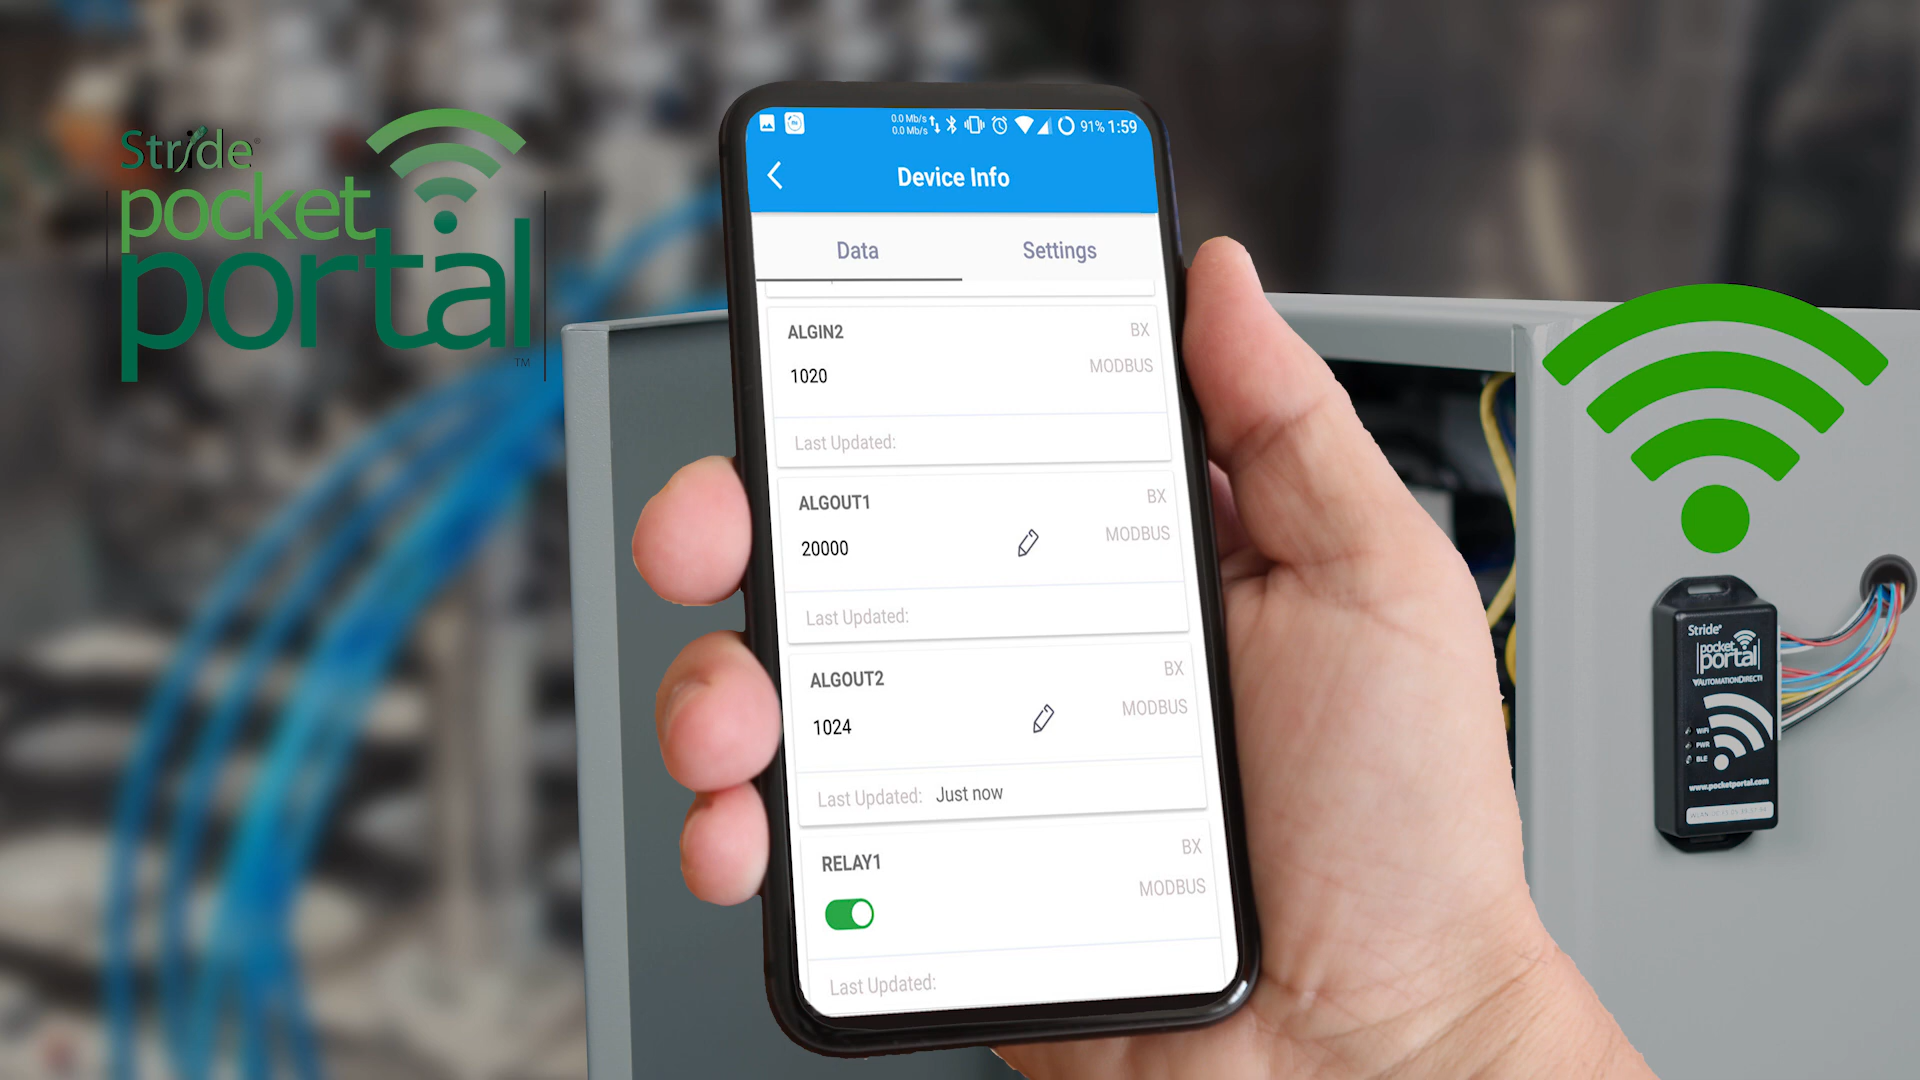 Stride®
pocket
portal
TM
0.0 Mb/s
0.0 Mb/s
91% 1:59
Device Info
Data
Settings
ALGIN2
BX
1020
MODBUS
Last Updated:
ALGOUT1
BX
20000
MODBUS
Last Updated:
ALGOUT2
BX
1024
MODBUS
Last Updated: Just now
RELAY1
BX
MODBUS
Last Updated:
Stride®
pocket
portal
AUTOMATIONDIRECT
WiFi
PWR
BLE
www.pocketportal.com